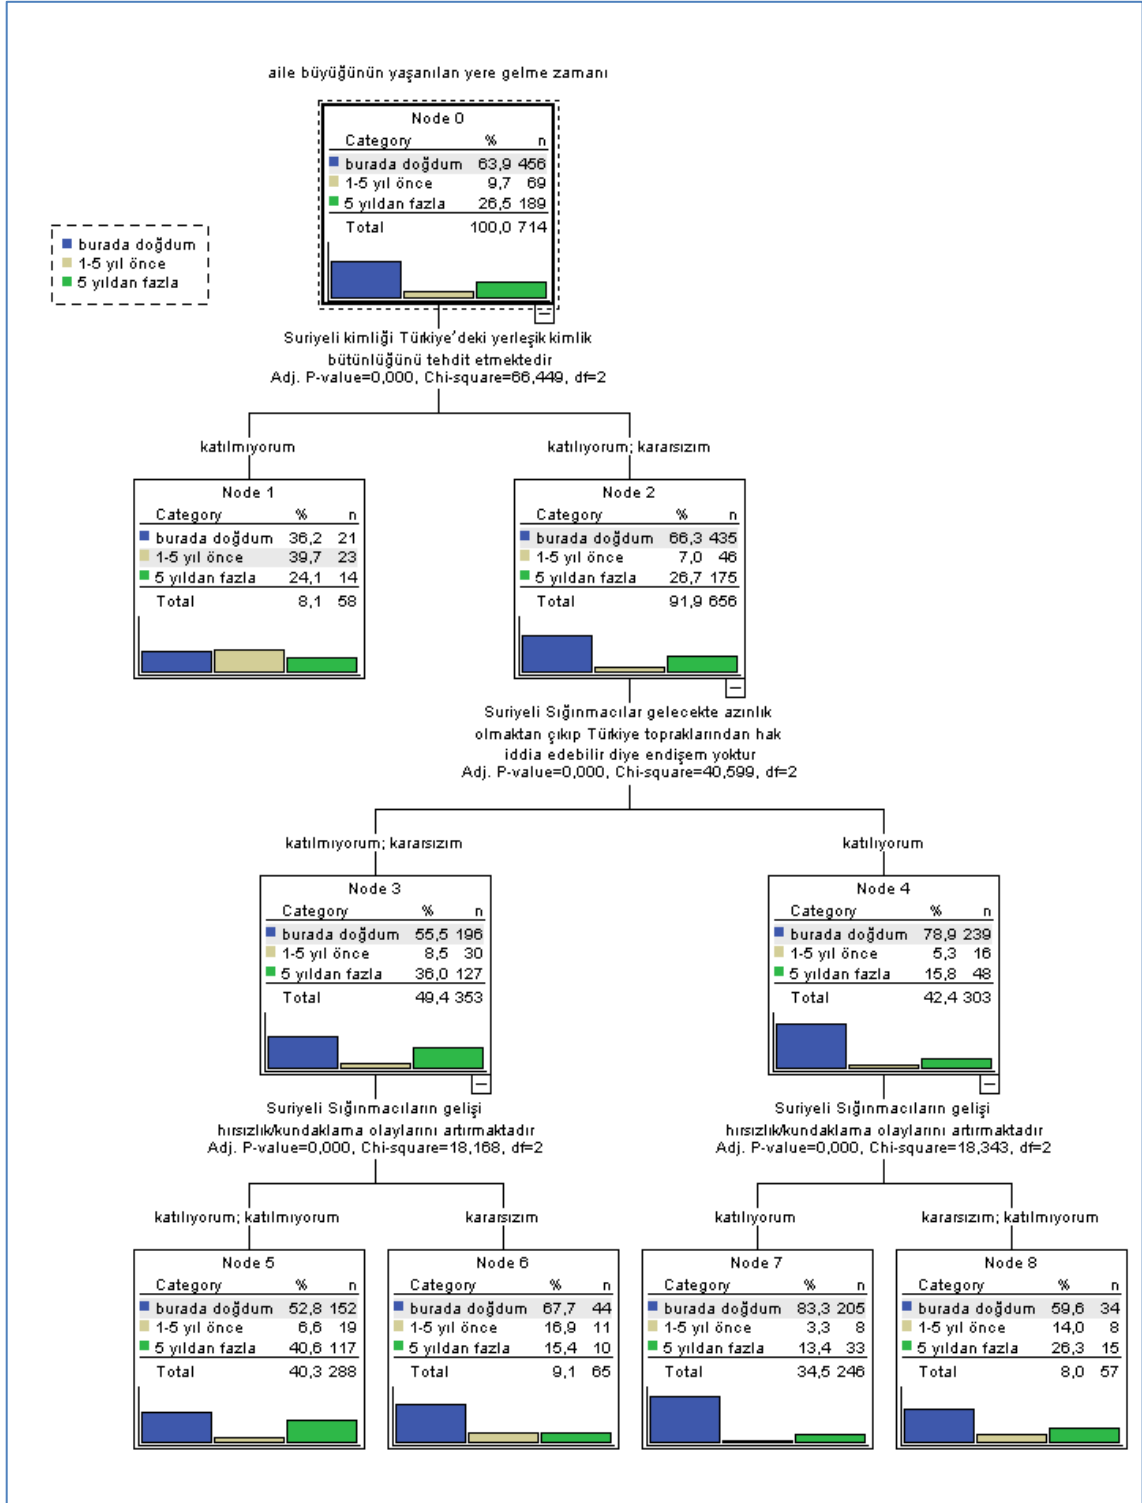 aile büyüğünün yaşanılan yere gelme zamanı
Node 0
Category % n
burada doğdum 63,9 456
1-5 yıl önce 9,7 69
5 yıldan fazla 26,5 189
Total 100,0 714
burada doğdum
1-5 yıl önce
5 yıldan fazla
Suriyeli kimliği Türkiye'deki yerleşik kimlik
bütünlüğünü tehdit etmektedir
Adj. P-value=0,000, Chi-square=66,449, df=2
katılmıyorum
katılıyorum; kararsızım
Node 1
Category % n
burada doğdum 36,2 21
1-5 yıl önce 39,7 23
5 yıldan fazla 24,1 14
Total 8,1 58
Node 2
Category % n
burada doğdum 66,3 435
1-5 yıl önce 7,0 46
5 yıldan fazla 26,7 175
Total 91,9 656
Suriyeli Sığınmacılar gelecekte azınlık
olmaktan çıkıp Türkiye topraklarından hak
iddia edebilir diye endişem yoktur
Adj. P-value=0,000, Chi-square=40,599, df=2
katılmıyorum; kararsızım
katılıyorum
Node 3
Category % n
burada doğdum 55,5 196
1-5 yıl önce 8,5 30
5 yıldan fazla 36,0 127
Total 49,4 353
Node 4
Category % n
burada doğdum 78,9 239
1-5 yıl önce 5,3 16
5 yıldan fazla 15,8 48
Total 42,4 303
Suriyeli Sığınmacıların gelişi
hırsızlık/kundaklama olaylarını artırmaktadır
Adj. P-value=0,000, Chi-square=18,168, df=2
Suriyeli Sığınmacıların gelişi
hırsızlık/kundaklama olaylarını artırmaktadır
Adj. P-value=0,000, Chi-square=18,343, df=2
katılıyorum; katılmıyorum
kararsızım
katılıyorum
kararsızım; katılmıyorum
Node 5
Category % n
burada doğdum 52,8 152
1-5 yıl önce 6,6 19
5 yıldan fazla 40,6 117
Total 40,3 288
Node 6
Category % n
burada doğdum 67,7 44
1-5 yıl önce 16,9 11
5 yıldan fazla 15,4 10
Total 9,1 65
Node 7
Category % n
burada doğdum 83,3 205
1-5 yıl önce 3,3 8
5 yıldan fazla 13,4 33
Total 34,5 246
Node 8
Category % n
burada doğdum 59,6 34
1-5 yıl önce 14,0 8
5 yıldan fazla 26,3 15
Total 8,0 57